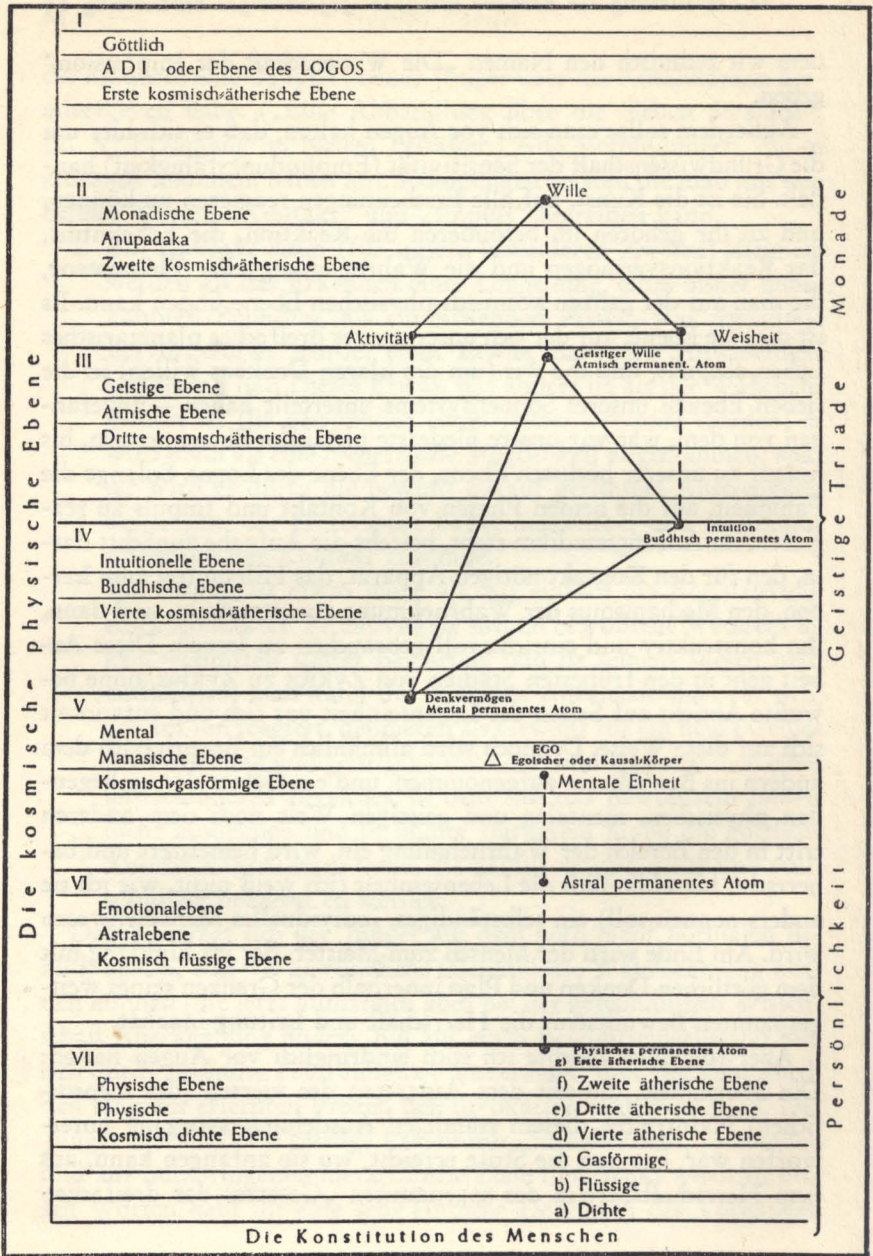 I
Göttlich
A D I oder Ebene des LOGOS
Erste kosmisch-ätherische Ebene
II
Wille
Monadische Ebene
Anupadaka
Zweite kosmisch-ätherische Ebene
Aktivität
Weisheit
Monade
III
Geistiger Wille
Atmisch permanent. Atom
Geistige Ebene
Atmische Ebene
Dritte kosmisch-ätherische Ebene
IV
Intuition
Buddhisch permanentes Atom
Intuitionelle Ebene
Buddhische Ebene
Vierte kosmisch-ätherische Ebene
Geistige Triade
Denkvermögen
Mental permanentes Atom
V
Mental
Manasische Ebene
Kosmisch-gasförmige Ebene
EGO
Egoischer oder Kausal-Körper
Mentale Einheit
VI
Astral permanentes Atom
Emotionalebene
Astralebene
Kosmisch flüssige Ebene
VII
Physisches permanentes Atom
g) Erste ätherische Ebene
Physische Ebene
f) Zweite ätherische Ebene
Physische
e) Dritte ätherische Ebene
Kosmisch dichte Ebene
d) Vierte ätherische Ebene
c) Gasförmige
b) Flüssige
a) Dichte
Persönlichkeit
Die kosmisch-physische Ebene
Die Konstitution des Menschen